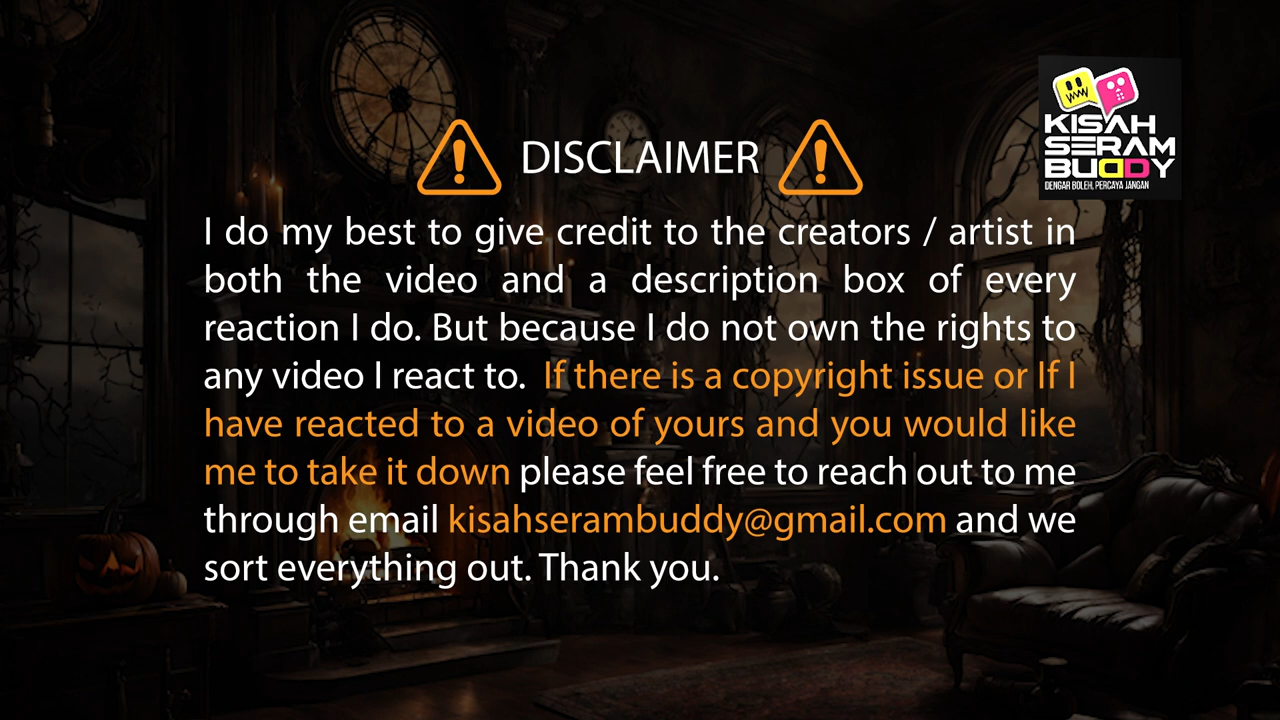 DISCLAIMER
KISAH
SERAM
BUDDY
DENGAR BOLEH, PERCAYA JANGAN
I do my best to give credit to the creators / artist in
both the video and a description box of every
reaction I do. But because I do not own the rights to
any video I react to. If there is a copyright issue or If I
have reacted to a video of yours and you would like
me to take it down please feel free to reach out to me
through email kisahserambuddy@gmail.com and we
sort everything out. Thank you.